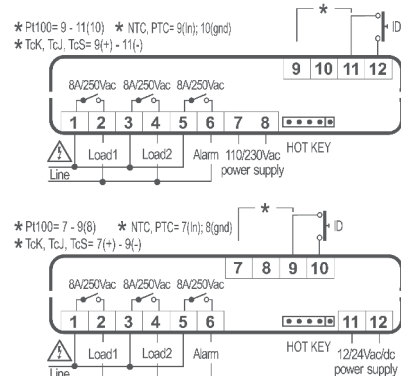 *
* Pt100= 9 - 11(10) * NTC, PTC= 9(In); 10(gnd)
* TcK, TcJ, TcS= 9(+) - 11(-)
ID
9 10 11 12
8A/250Vac 8A/250Vac 8A/250Vac
1 2 3 4 5 6 7 8
HOT KEY
Line Load1 Load2 Alarm 110/230Vac
power supply
*
* Pt100= 7 - 9(8) * NTC, PTC= 7(In); 8(gnd)
* TcK, TcJ, TcS= 7(+) - 9(-)
ID
7 8 9 10
8A/250Vac 8A/250Vac 8A/250Vac
1 2 3 4 5 6 11 12
HOT KEY
Line Load1 Load2 Alarm 12/24Vac/dc
power supply